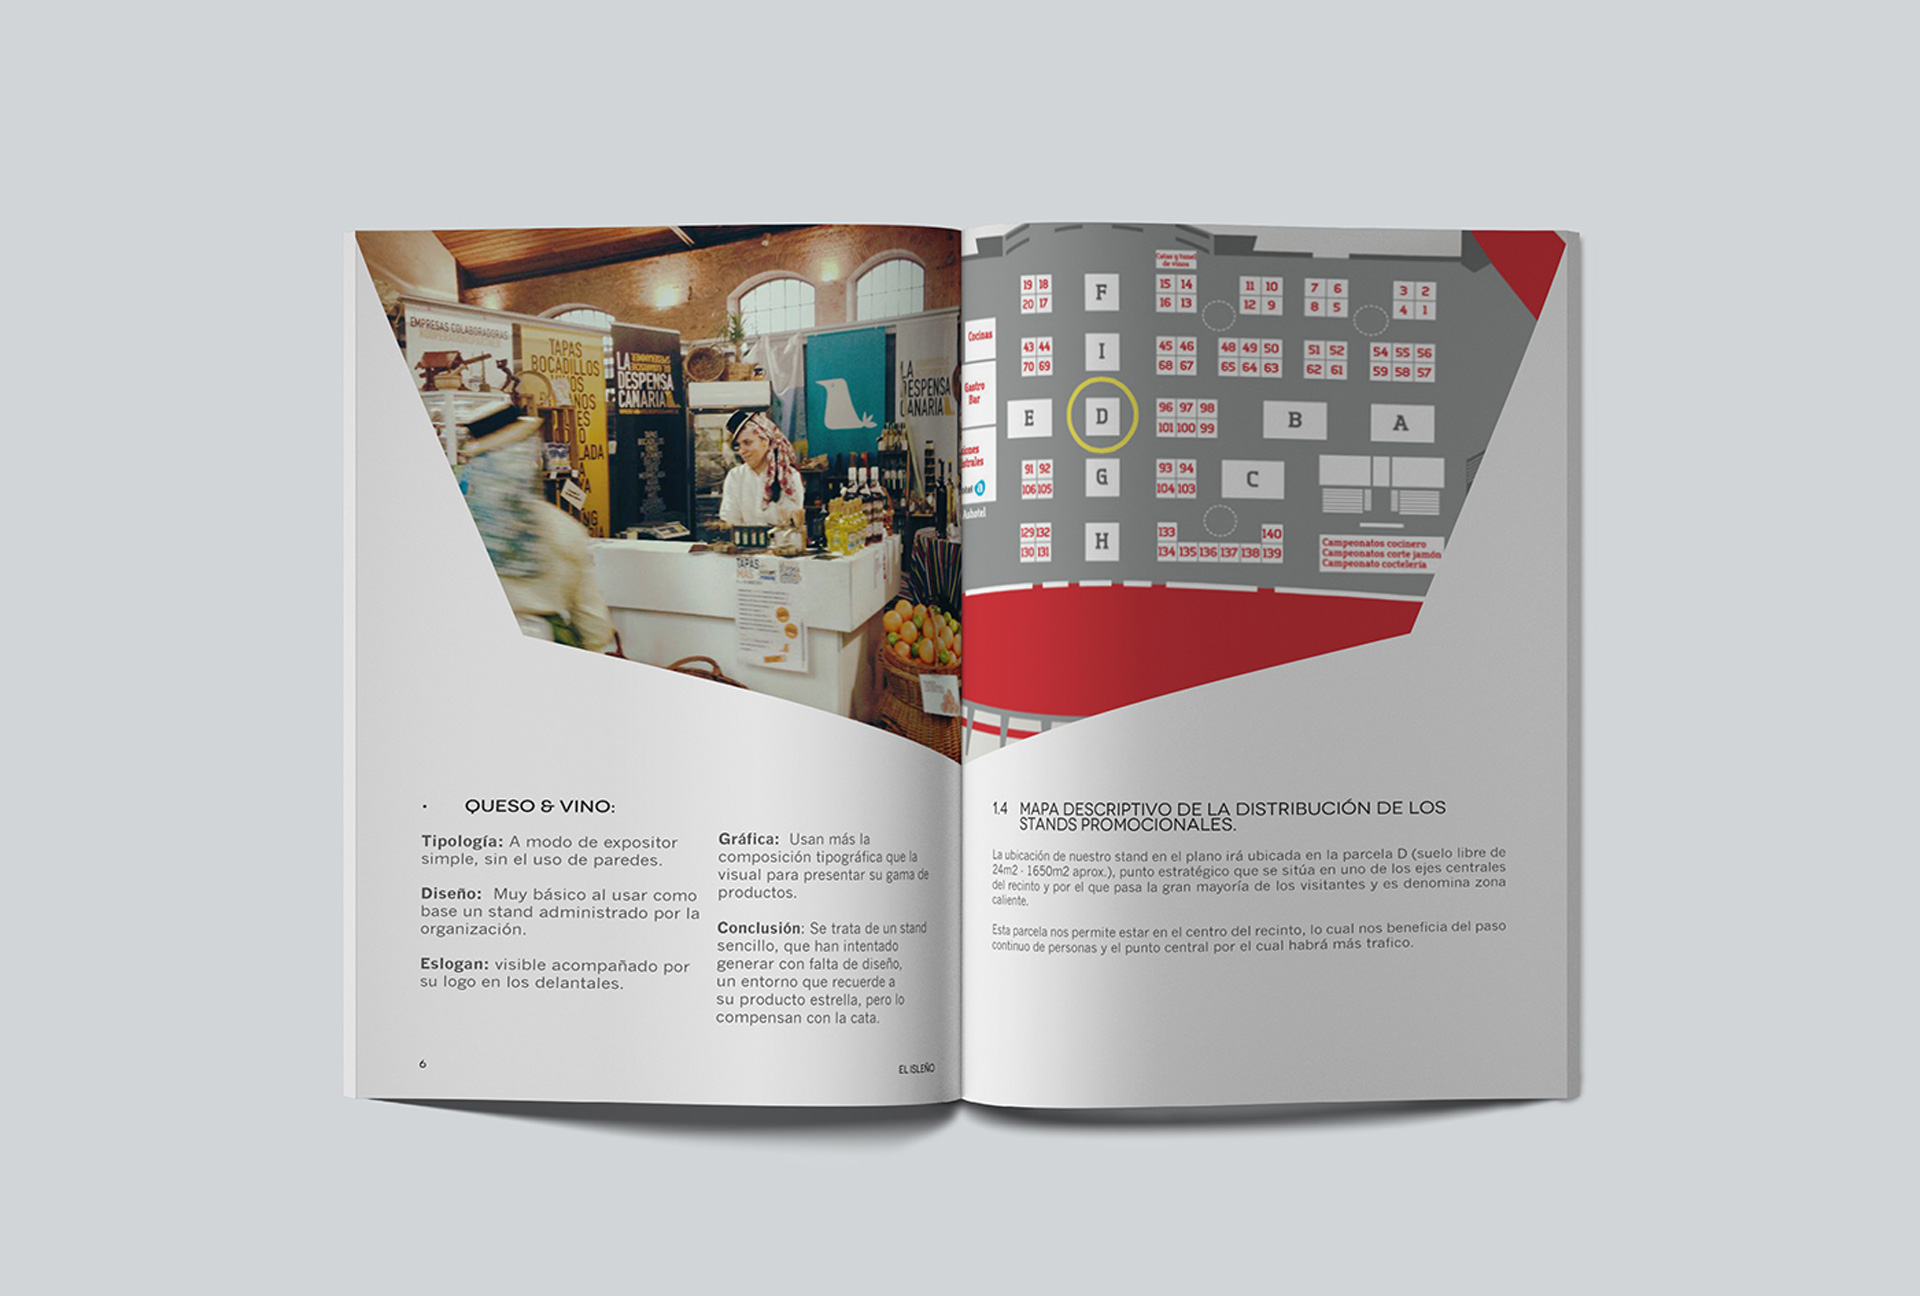 EMPRESAS COLABORADORAS
TAPAS
BOCADILLOS
LA
DESPENSA
CANARIA
LA
DESPENSA
CANARIA
TAPAS
MÁS
· QUESO & VINO:
Tipología: A modo de expositor
simple, sin el uso de paredes.
Diseño: Muy básico al usar como
base un stand administrado por la
organización.
Eslogan: visible acompañado por
su logo en los delantales.
Gráfica: Usan más la
composición tipográfica que la
visual para presentar su gama de
productos.
Conclusión: Se trata de un stand
sencillo, que han intentado
generar con falta de diseño,
un entorno que recuerde a
su producto estrella, pero lo
compensan con la cata.
6
EL ISLEÑO
Catas y tunel
de vinos
19 18 F 15 14 11 10 7 6 3 2
20 17 16 13 12 9 8 5 4 1
Cocinas
43 44 I 45 46 48 49 50 51 52 54 55 56
70 69 68 67 65 64 63 62 61 59 58 57
Gastro
Bar
E D 96 97 98 B A
101 100 99
91 92 G 93 94 C
106 105 104 103
Ashotel
129 132 H 133 140
130 131 134 135 136 137 138 139
Campeonatos cocinero
Campeonatos corte jamón
Campeonato coctelería
1.4 MAPA DESCRIPTIVO DE LA DISTRIBUCIÓN DE LOS
STANDS PROMOCIONALES.
La ubicación de nuestro stand en el plano irá ubicada en la parcela D (suelo libre de
24m2 - 1650m2 aprox.), punto estratégico que se sitúa en uno de los ejes centrales
del recinto y por el que pasa la gran mayoría de los visitantes y es denomina zona
caliente.
Esta parcela nos permite estar en el centro del recinto, lo cual nos beneficia del paso
continuo de personas y el punto central por el cual habrá más trafico.